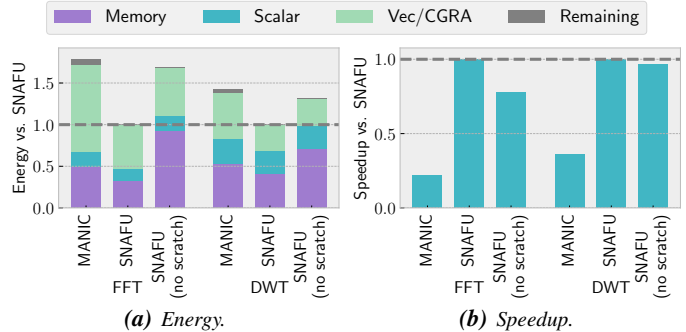 Memory Scalar Vec/CGRA Remaining
Energy vs. SNAFU
1.5
1.0
0.5
0.0
MANIC
SNAFU
SNAFU
(no scratch)
MANIC
SNAFU
SNAFU
(no scratch)
FFT DWT
(a) Energy.
Speedup vs. SNAFU
1
0.5
0.0
MANIC
SNAFU
SNAFU
(no scratch)
MANIC
SNAFU
SNAFU
(no scratch)
FFT DWT
(b) Speedup.